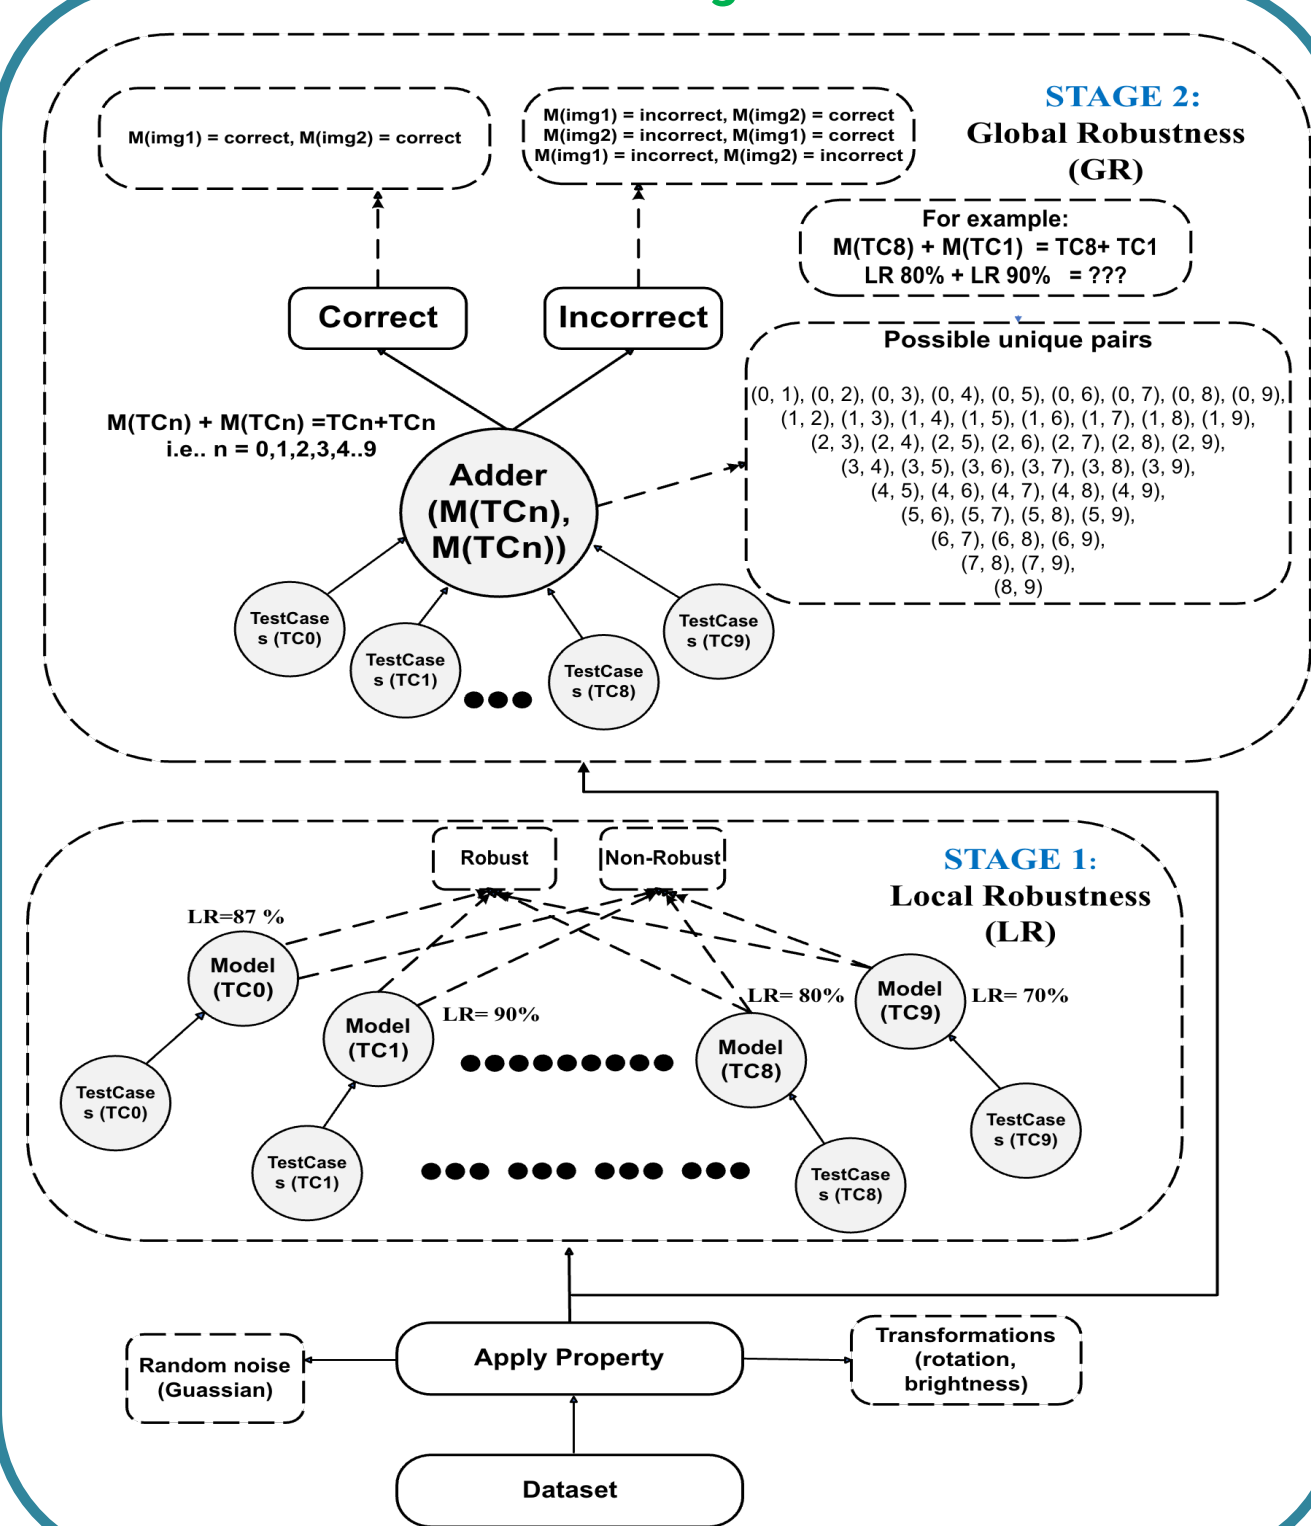 STAGE 2:
Global Robustness
(GR)
M(img1) = correct, M(img2) = correct
M(img1) = incorrect, M(img2) = correct
M(img2) = incorrect, M(img1) = correct
M(img1) = incorrect, M(img2) = incorrect
For example:
M(TC8) + M(TC1) = TC8+ TC1
LR 80% + LR 90% = ???
Correct
Incorrect
Possible unique pairs
(0, 1), (0, 2), (0, 3), (0, 4), (0, 5), (0, 6), (0, 7), (0, 8), (0, 9),
(1, 2), (1, 3), (1, 4), (1, 5), (1, 6), (1, 7), (1, 8), (1, 9),
(2, 3), (2, 4), (2, 5), (2, 6), (2, 7), (2, 8), (2, 9),
(3, 4), (3, 5), (3, 6), (3, 7), (3, 8), (3, 9),
(4, 5), (4, 6), (4, 7), (4, 8), (4, 9),
(5, 6), (5, 7), (5, 8), (5, 9),
(6, 7), (6, 8), (6, 9),
(7, 8), (7, 9),
(8, 9)
M(TCn) + M(TCn) =TCn+TCn
i.e.. n = 0,1,2,3,4..9
Adder
(M(TCn),
M(TCn))
TestCase
s (TC0)
TestCase
s (TC1)
TestCase
s (TC8)
TestCase
s (TC9)
STAGE 1:
Local Robustness
(LR)
Robust
Non-Robust
LR=87 %
Model
(TC0)
Model
(TC1)
LR= 90%
LR= 80%
Model
(TC8)
Model
(TC9)
LR= 70%
TestCase
s (TC0)
TestCase
s (TC1)
TestCase
s (TC8)
TestCase
s (TC9)
Random noise
(Guassian)
Apply Property
Transformations
(rotation,
brightness)
Dataset